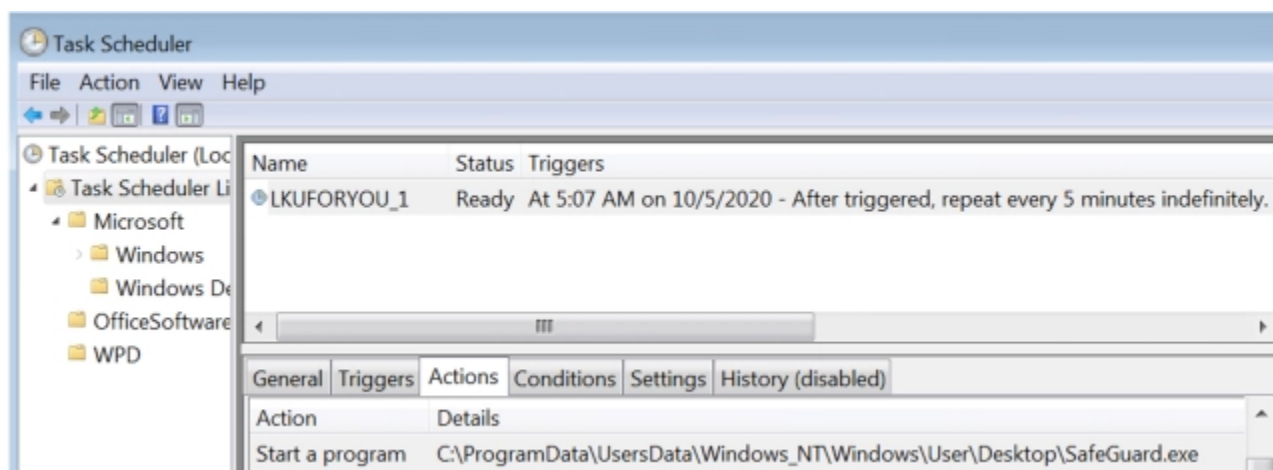 Task Scheduler
File Action View Help
Task Scheduler (Loc
Task Scheduler Li
Microsoft
Windows
Windows De
OfficeSoftware
WPD
Name Status Triggers
LKUFORYOU_1 Ready At 5:07 AM on 10/5/2020 - After triggered, repeat every 5 minutes indefinitely.
General Triggers Actions Conditions Settings History (disabled)
Action Details
Start a program C:\ProgramData\UsersData\Windows_NT\Windows\User\Desktop\SafeGuard.exe